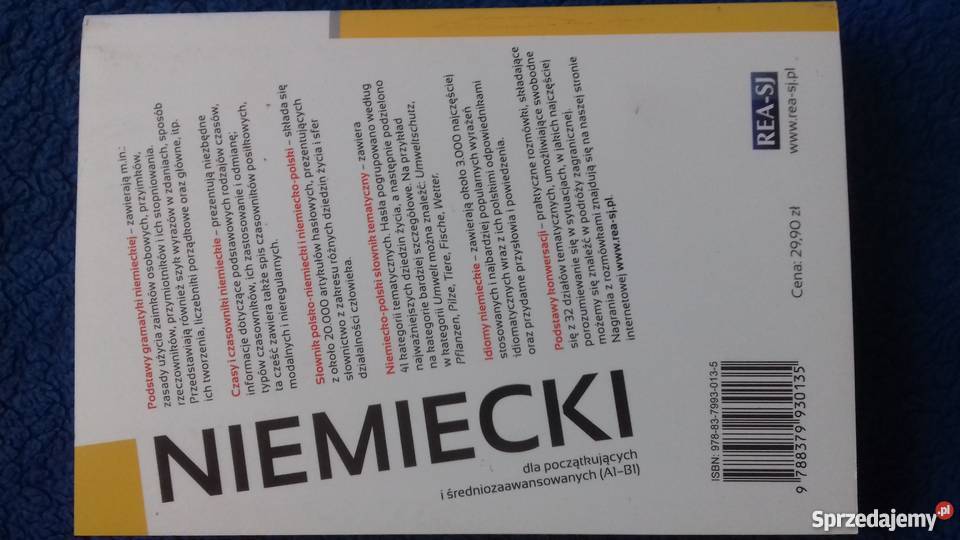 Podstawy gramatyki niemieckiej – zawierają m.in.:
zasady użycia zaimków osobowych, przyimków,
rzeczowników, przymiotników i ich stopniowania.
Przedstawiają również szyk wyrazów w zdaniach, sposób
ich tworzenia, liczebniki porządkowe oraz główne, itp.
Czasy i czasowniki niemieckie – prezentują niezbędne
informacje dotyczące podstawowych rodzajów czasów,
typów czasowników, ich zastosowanie i odmianę;
ta cześć zawiera także spis czasowników posiłkowych,
modalnych i nieregularnych.
Słownik polsko-niemiecki i niemiecko-polski – składa się
z około 20.000 artykułów hasłowych, prezentujących
słownictwo z zakresu różnych dziedzin życia i sfer
działalności człowieka.
Niemiecko-polski słownik tematyczny – zawiera
41 kategorii tematycznych. Hasła pogrupowano według
najważniejszych dziedzin życia, a następnie podzielono
na kategorie bardziej szczegółowe. Na przykład
w kategorii Umwelt można znaleźć: Umweltschutz,
Pflanzen, Pilze, Tiere, Fische, Wetter.
Idiomy niemieckie – zawierają około 3.000 najczęściej
stosowanych i najbardziej popularnych wyrażeń
idiomatycznych wraz z ich polskimi odpowiednikami
oraz przydatne przysłowia i powiedzenia.
Podstawy konwersacji – praktyczne rozmówki, składające
się z 32 działów tematycznych, umożliwiające swobodne
porozumiewanie się w sytuacjach, w jakich najczęściej
możemy się znaleźć w podróży zagranicznej.
Nagrania z rozmówkami znajdują się na naszej stronie
internetowej www.rea-sj.pl.
NIEMIECKI
dla początkujących
i średniozaawansowanych (A1–B1)
REA-SJ
www.rea-sj.pl
Cena: 29,90 zł
ISBN: 978-83-7993-013-5
9 788379 930135
Sprzedajemy.pl